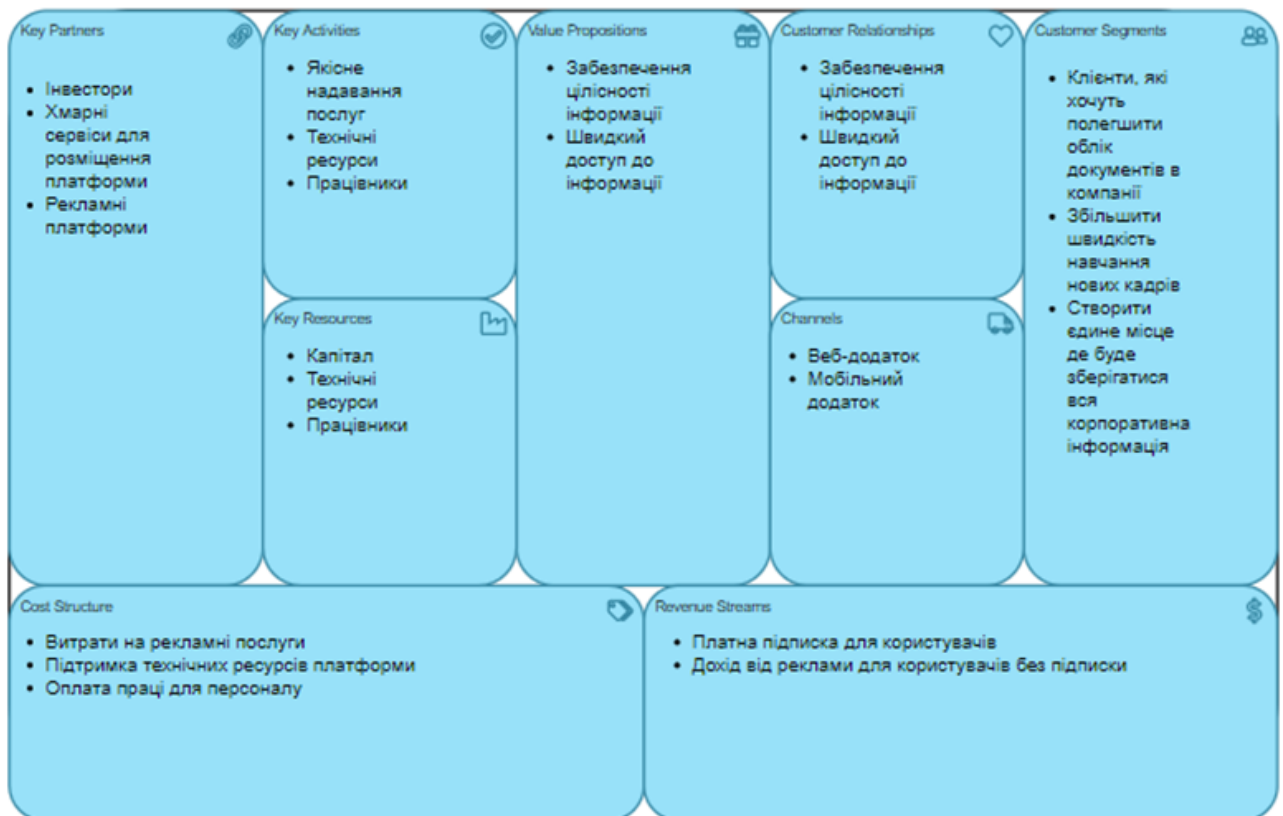 Key Partners
• Інвестори
• Хмарні
сервіси для
розміщення
платформи
• Рекламні
платформи
Key Activities
• Якісне
надавання
послуг
• Технічні
ресурси
• Працівники
Key Resources
• Капітал
• Технічні
ресурси
• Працівники
Value Propositions
• Забезпечення
цілісності
інформації
• Швидкий
доступ до
інформації
Customer Relationships
• Забезпечення
цілісності
інформації
• Швидкий
доступ до
інформації
Channels
• Веб-додаток
• Мобільний
додаток
Customer Segments
• Клієнти, які
хочуть
полегшити
облік
документів в
компанії
• Збільшити
швидкість
навчання
нових кадрів
• Створити
єдине місце
де буде
зберігатися
вся
корпоративна
інформація
Cost Structure
• Витрати на рекламні послуги
• Підтримка технічних ресурсів платформи
• Оплата праці для персоналу
Revenue Streams
• Платна підписка для користувачів
• Дохід від реклами для користувачів без підписки